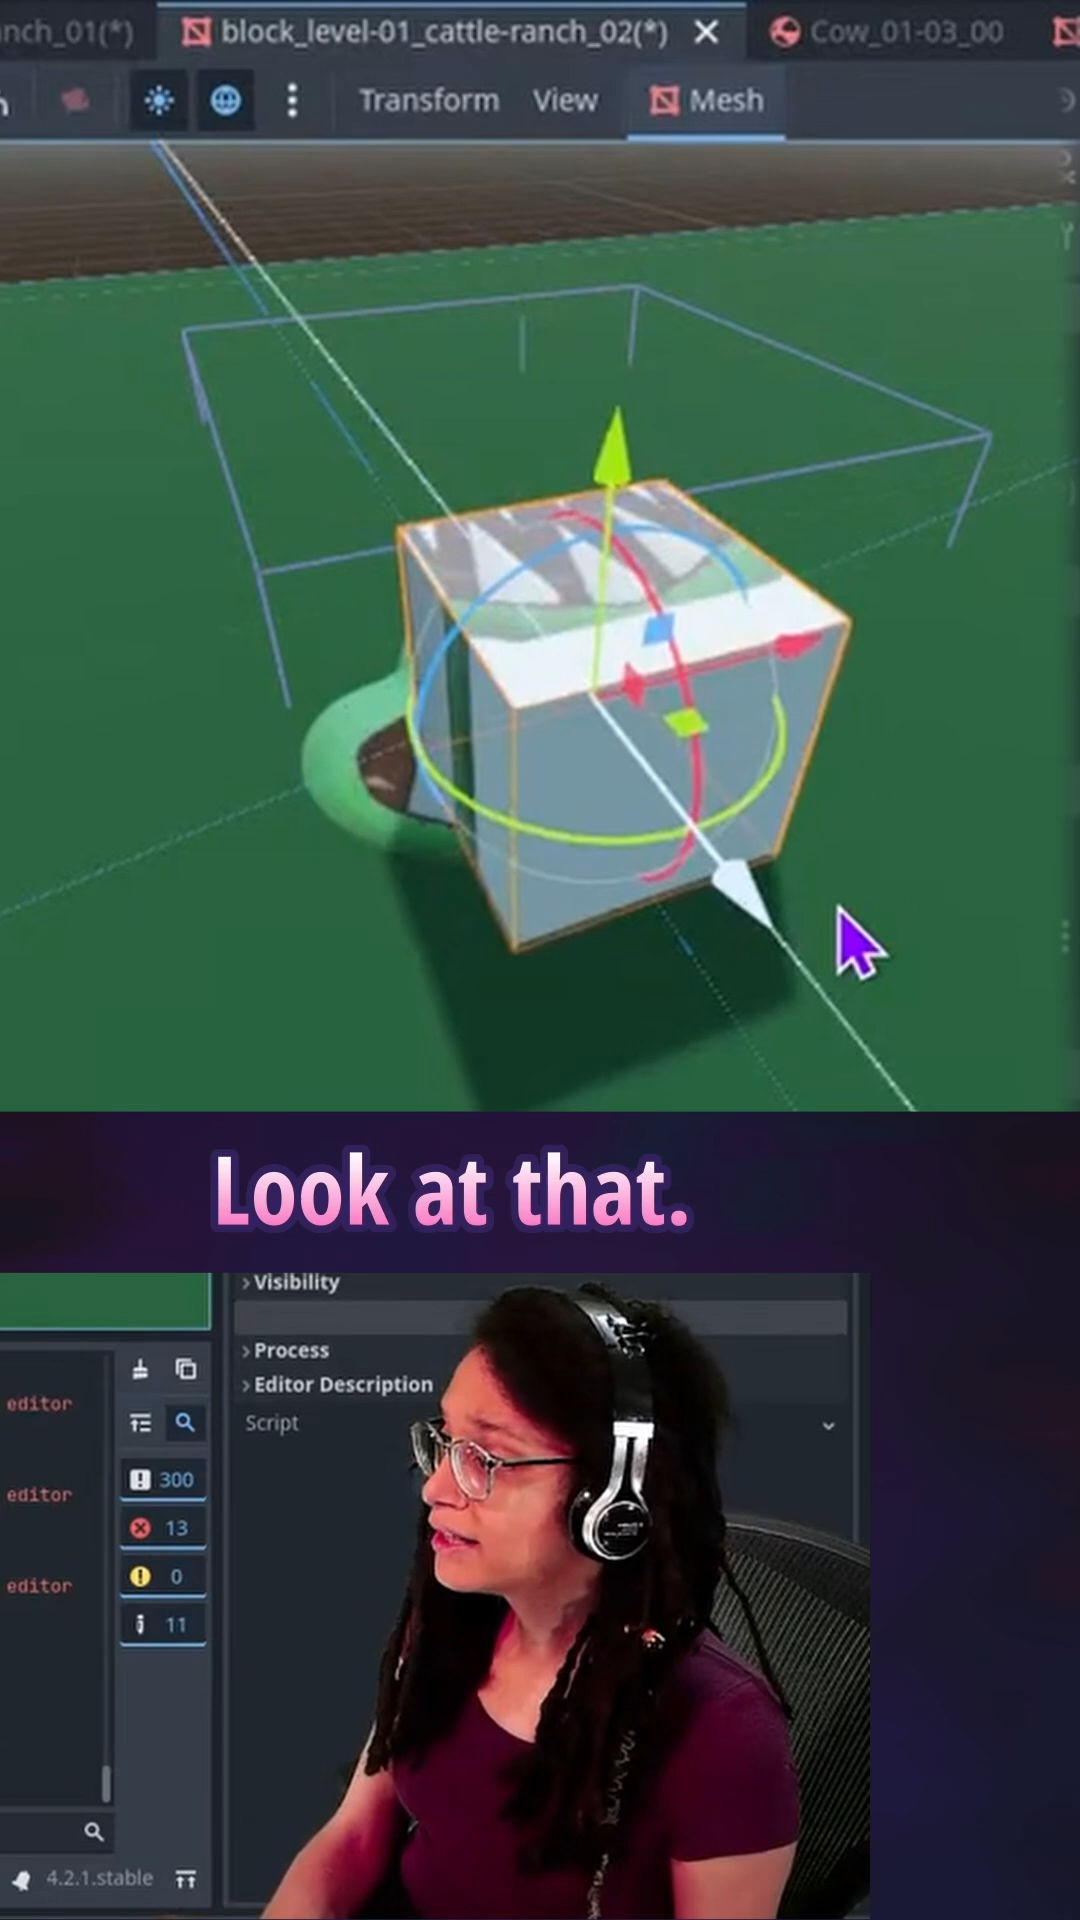 nch_01(*)
block_level-01_cattle-ranch_02(*)
Cow_01-03_00
Transform
View
Mesh
Look at that.
Visibility
Process
Editor Description
Script
editor
editor
editor
300
13
0
11
4.2.1.stable